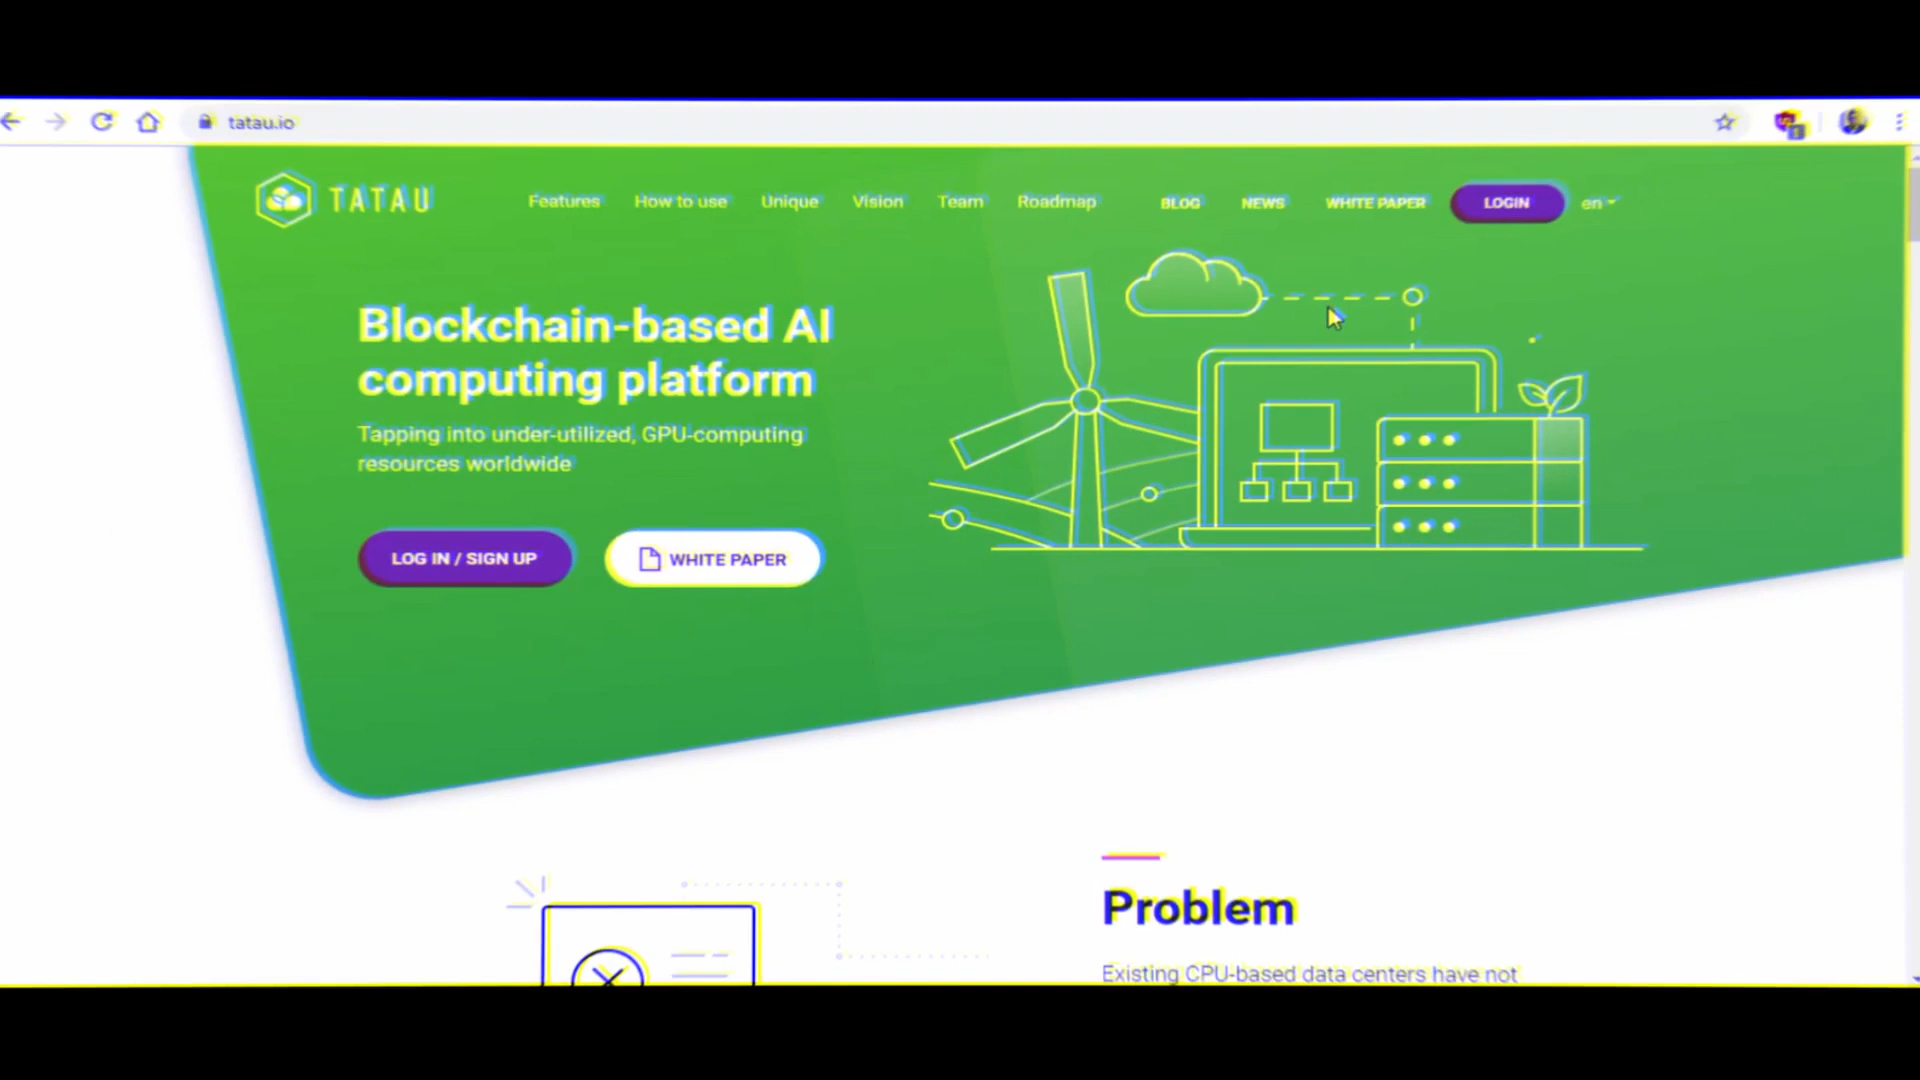 tatau.io
TATAU
Features How to use Unique Vision Team Roadmap BLOG NEWS WHITE PAPER LOGIN en
Blockchain-based AI
computing platform
Tapping into under-utilized, GPU-computing
resources worldwide
LOG IN / SIGN UP WHITE PAPER
Problem
Existing CPU-based data centers have not